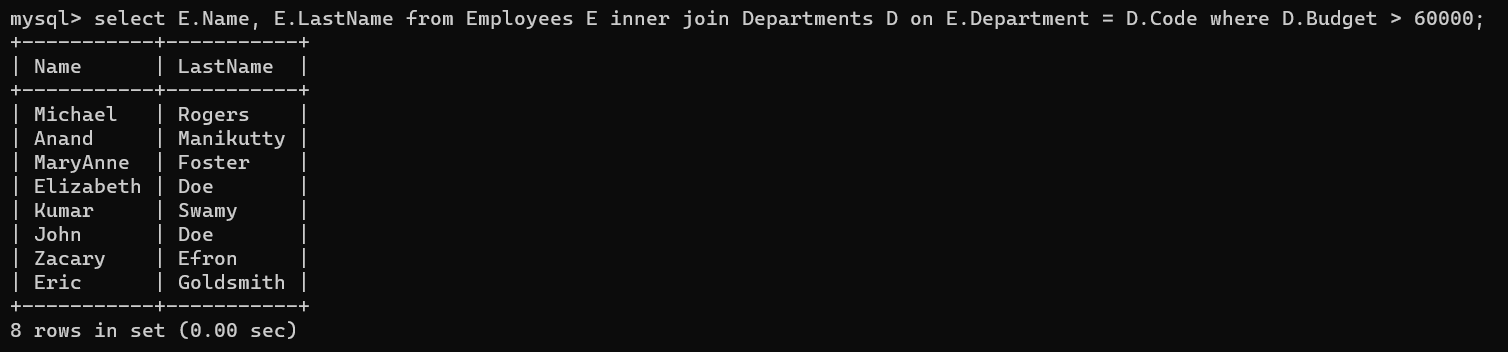 mysql> select E.Name, E.LastName from Employees E inner join Departments D on E.Department = D.Code where D.Budget > 60000;
+-----------+-----------+
| Name      | LastName  |
+-----------+-----------+
| Michael   | Rogers    |
| Anand     | Manikutty |
| MaryAnne  | Foster    |
| Elizabeth | Doe       |
| Kumar     | Swamy     |
| John      | Doe       |
| Zacary    | Efron     |
| Eric      | Goldsmith |
+-----------+-----------+
8 rows in set (0.00 sec)